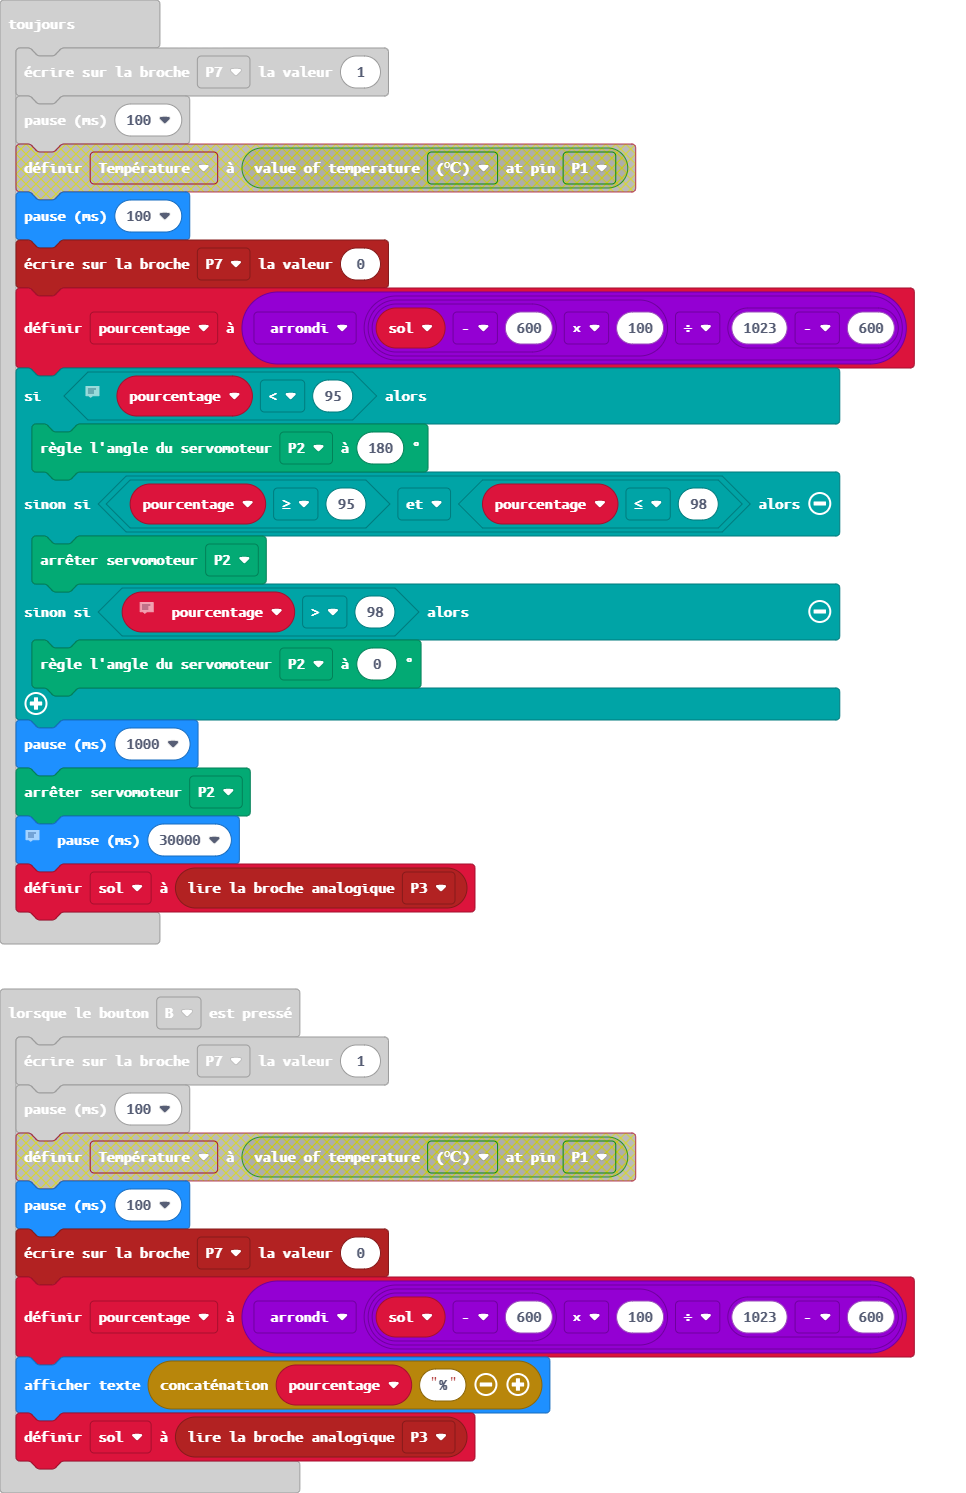 toujours
écrire sur la broche P7 la valeur 1
pause (ms) 100
définir Température à value of temperature (℃) at pin P1
pause (ms) 100
écrire sur la broche P7 la valeur 0
définir pourcentage à arrondi sol - 600 x 100 ÷ 1023 - 600
si pourcentage < 95 alors
règle l'angle du servomoteur P2 à 180 °
sinon si pourcentage ≥ 95 et pourcentage ≤ 98 alors
arrêter servomoteur P2
sinon si pourcentage > 98 alors
règle l'angle du servomoteur P2 à 0 °
pause (ms) 1000
arrêter servomoteur P2
pause (ms) 30000
définir sol à lire la broche analogique P3
lorsque le bouton B est pressé
écrire sur la broche P7 la valeur 1
pause (ms) 100
définir Température à value of temperature (℃) at pin P1
pause (ms) 100
écrire sur la broche P7 la valeur 0
définir pourcentage à arrondi sol - 600 x 100 ÷ 1023 - 600
afficher texte concaténation pourcentage "%"
définir sol à lire la broche analogique P3